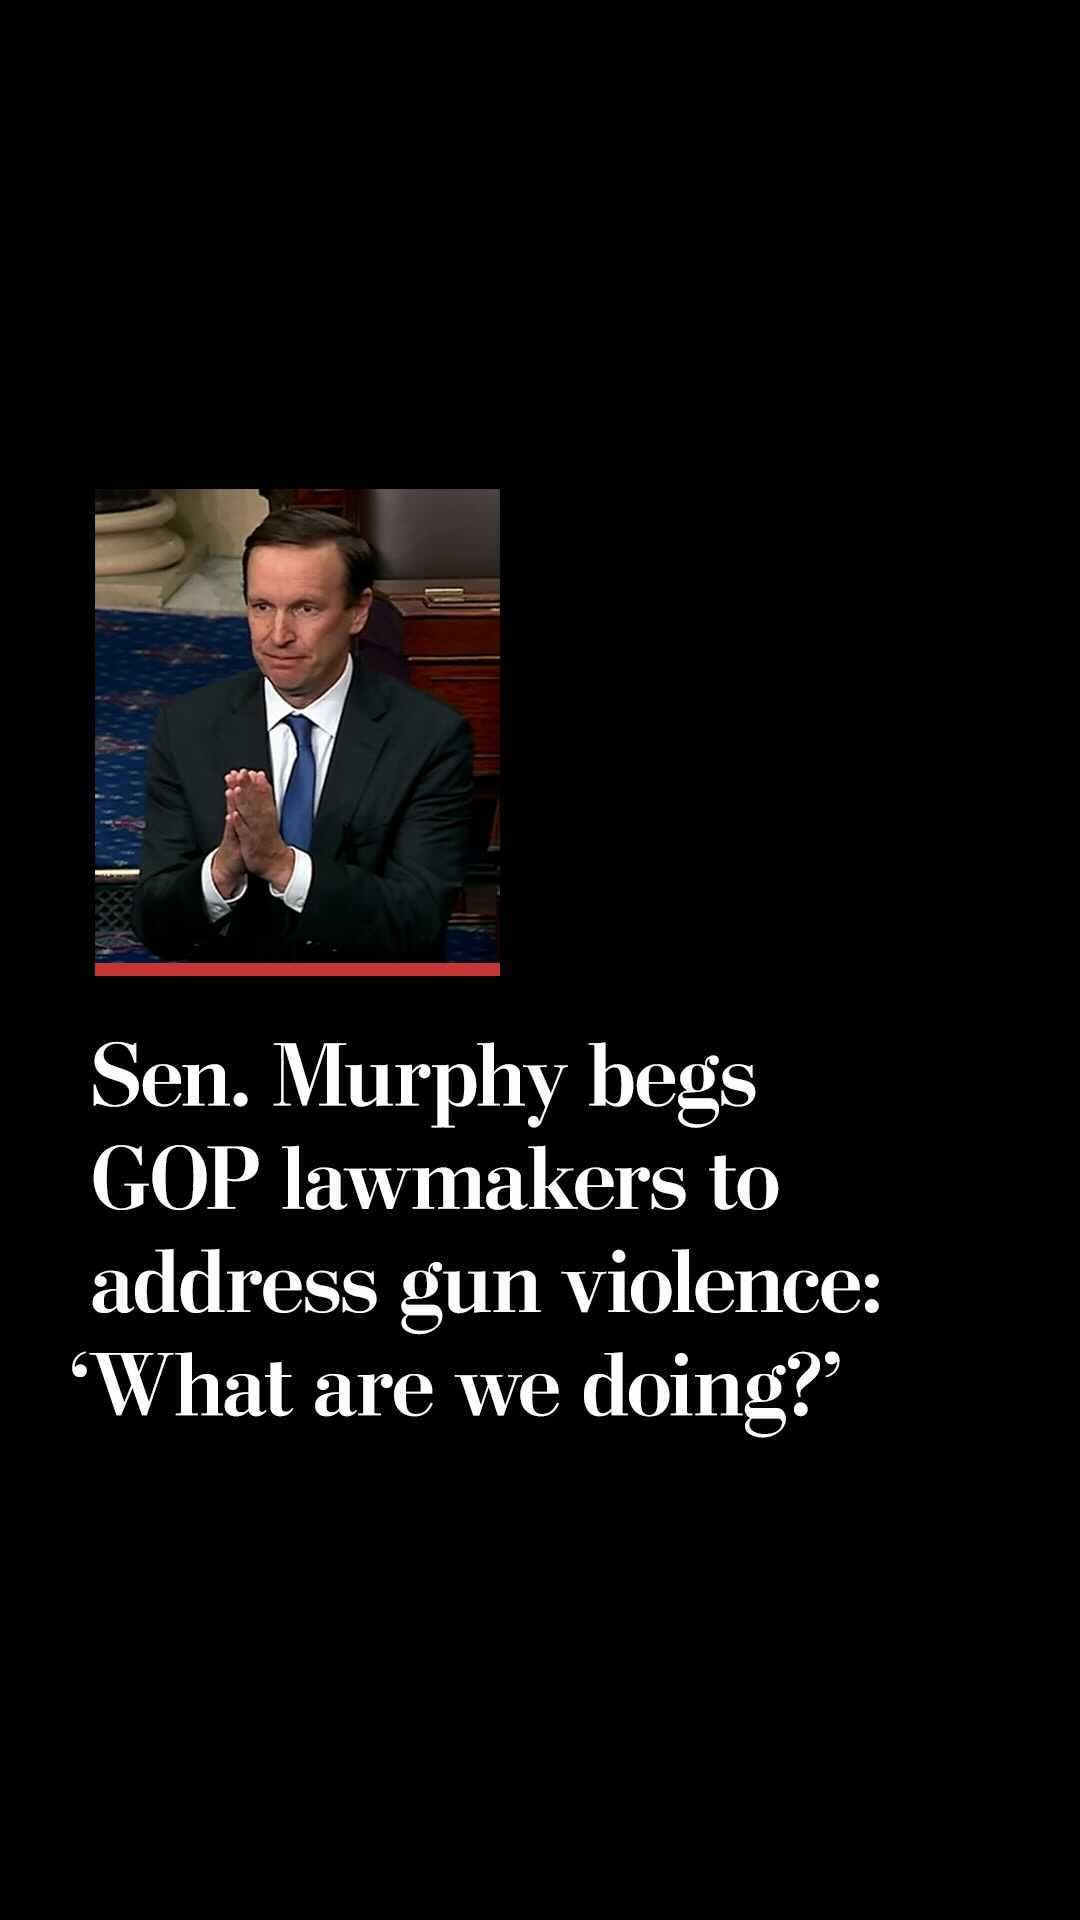 Sen. Murphy begs
GOP lawmakers to
address gun violence:
‘What are we doing?’